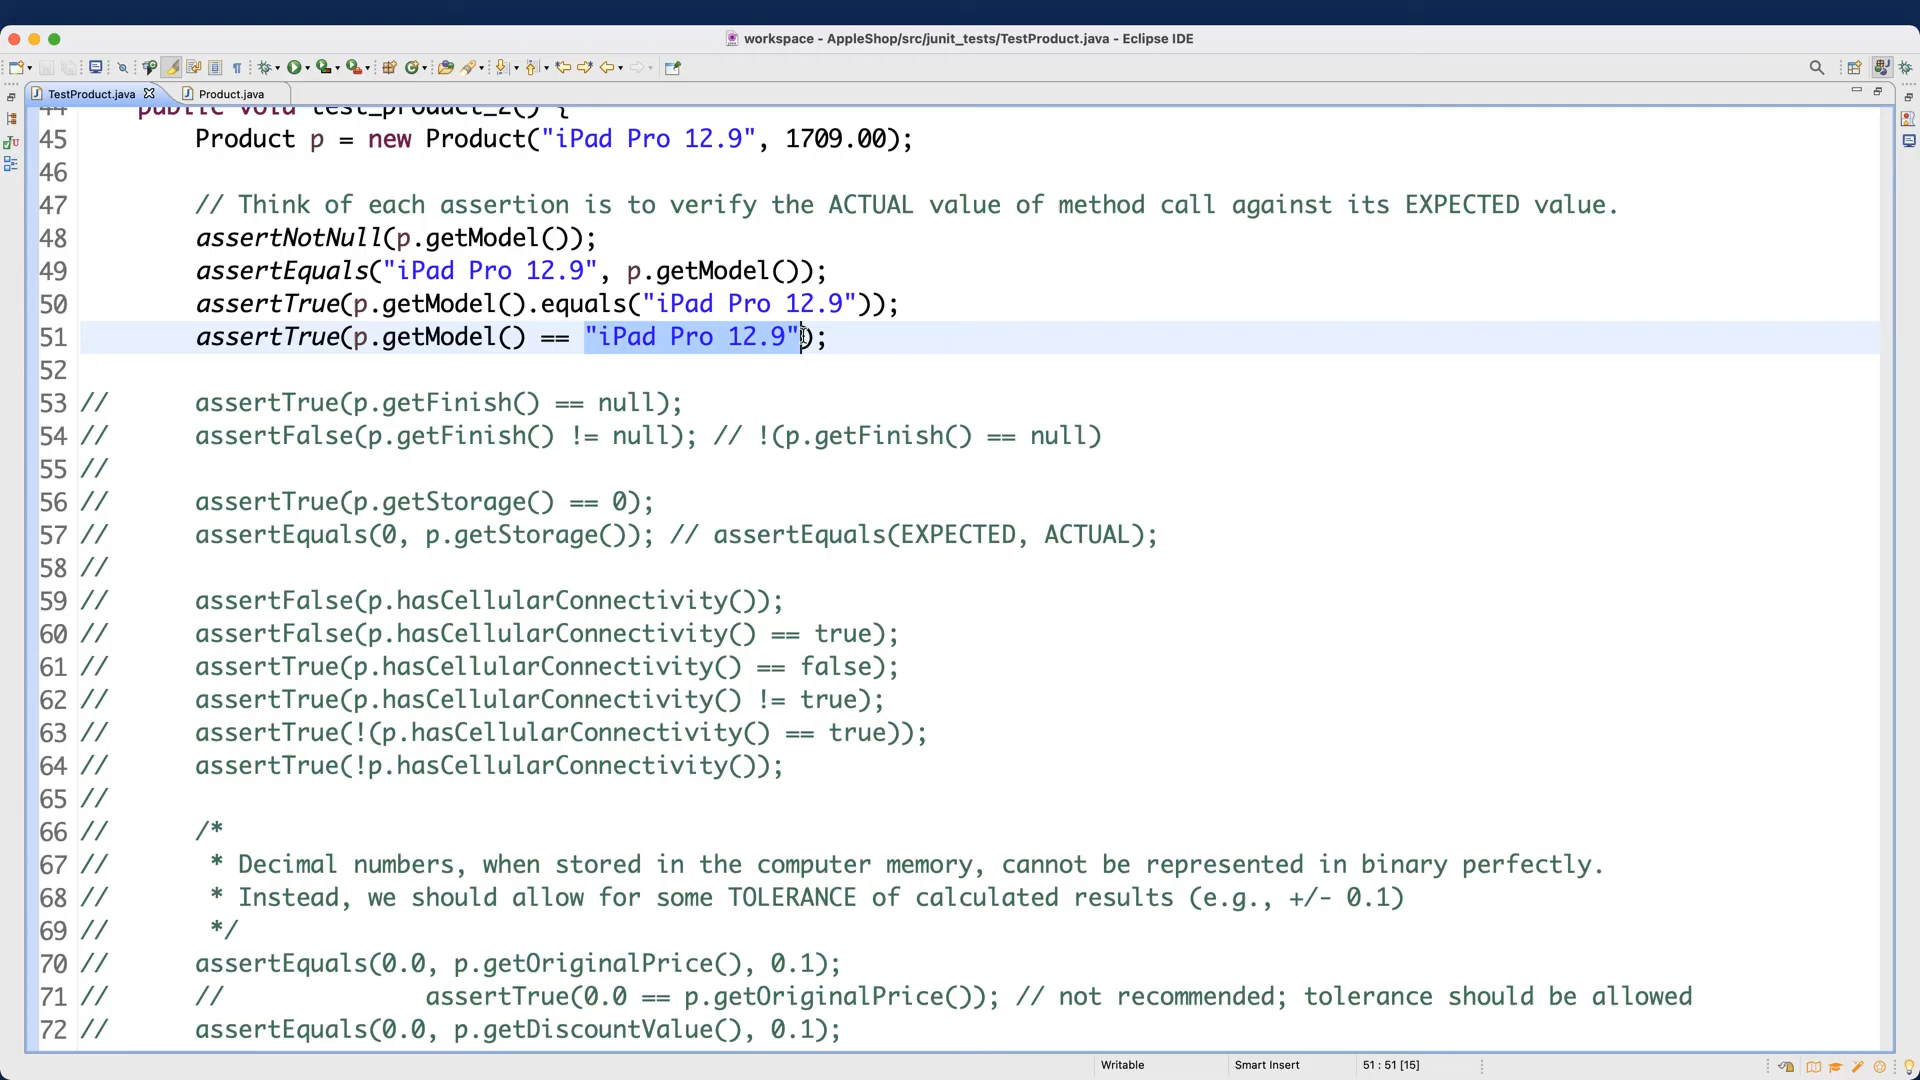 workspace - AppleShop/src/junit_tests/TestProduct.java - Eclipse IDE
TestProduct.java
Product.java
44     public void test_product_2() {
45         Product p = new Product("iPad Pro 12.9", 1709.00);
46
47         // Think of each assertion is to verify the ACTUAL value of method call against its EXPECTED value.
48         assertNotNull(p.getModel());
49         assertEquals("iPad Pro 12.9", p.getModel());
50         assertTrue(p.getModel().equals("iPad Pro 12.9"));
51         assertTrue(p.getModel() == "iPad Pro 12.9");
52
53 //      assertTrue(p.getFinish() == null);
54 //      assertFalse(p.getFinish() != null); // !(p.getFinish() == null)
55 //
56 //      assertTrue(p.getStorage() == 0);
57 //      assertEquals(0, p.getStorage()); // assertEquals(EXPECTED, ACTUAL);
58 //
59 //      assertFalse(p.hasCellularConnectivity());
60 //      assertFalse(p.hasCellularConnectivity() == true);
61 //      assertTrue(p.hasCellularConnectivity() == false);
62 //      assertTrue(p.hasCellularConnectivity() != true);
63 //      assertTrue(!(p.hasCellularConnectivity() == true));
64 //      assertTrue(!p.hasCellularConnectivity());
65 //
66 //      /*
67 //       * Decimal numbers, when stored in the computer memory, cannot be represented in binary perfectly.
68 //       * Instead, we should allow for some TOLERANCE of calculated results (e.g., +/- 0.1)
69 //       */
70 //      assertEquals(0.0, p.getOriginalPrice(), 0.1);
71 //      //              assertTrue(0.0 == p.getOriginalPrice()); // not recommended; tolerance should be allowed
72 //      assertEquals(0.0, p.getDiscountValue(), 0.1);
Writable
Smart Insert
51 : 51 [15]